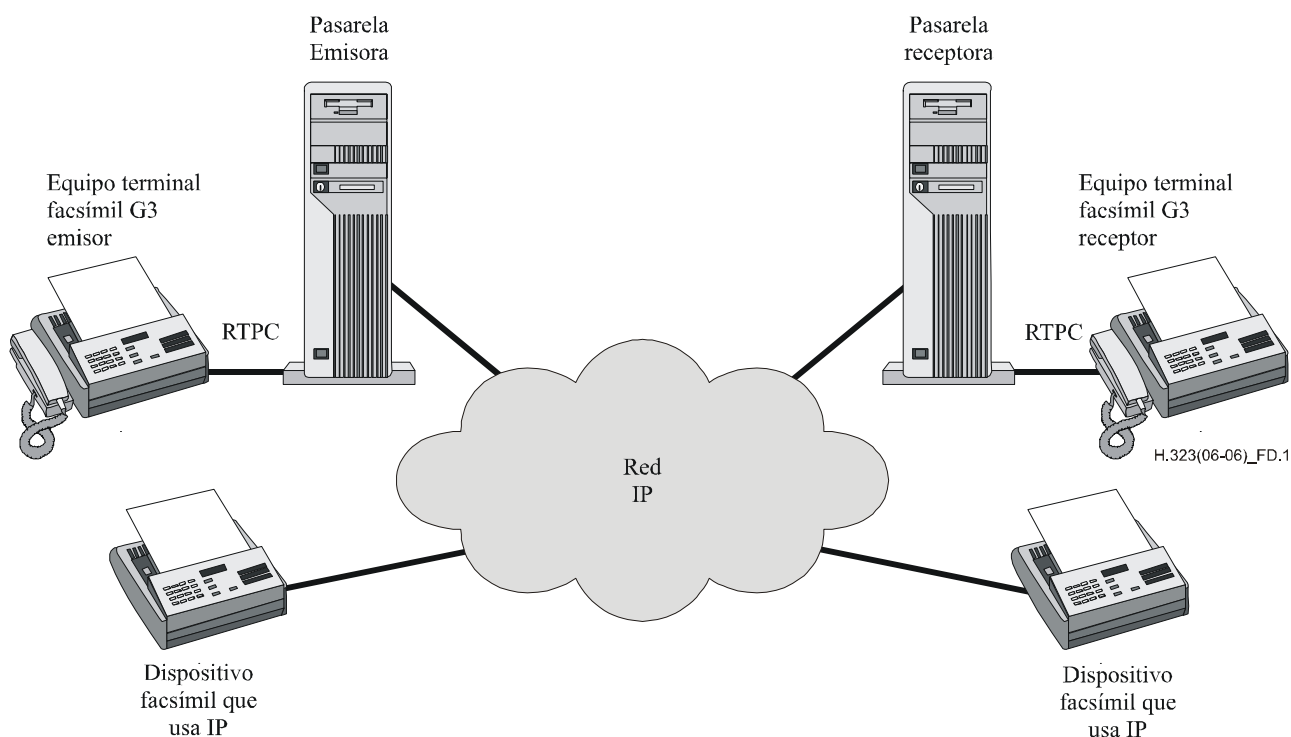 Pasarela
Emisora
Pasarela
receptora
Equipo terminal
facsímil G3
emisor
Equipo terminal
facsímil G3
receptor
RTPC
RTPC
H.323(06-06)_FD.1
Red
IP
Dispositivo
facsímil que
usa IP
Dispositivo
facsímil que
usa IP